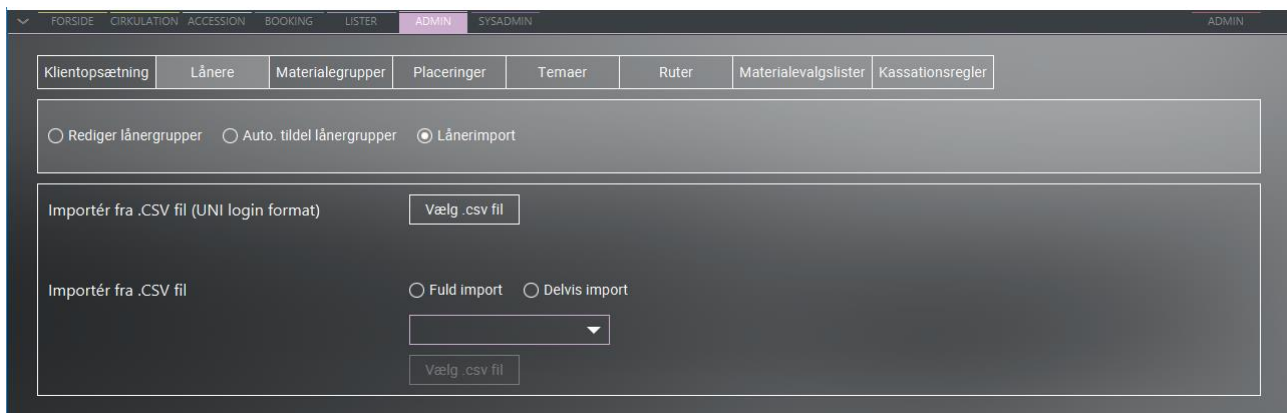 FORSIDE CIRKULATION ACCESSION BOOKING LISTER ADMIN SYSADMIN ADMIN
Klientopsætning Lånere Materialegrupper Placeringer Temaer Ruter Materialevalgslister Kassationsregler
Rediger lånergrupper Auto. tildel lånergrupper Lånerimport
Importér fra .CSV fil (UNI login format) Vælg .csv fil
Importér fra .CSV fil Fuld import Delvis import
Vælg .csv fil